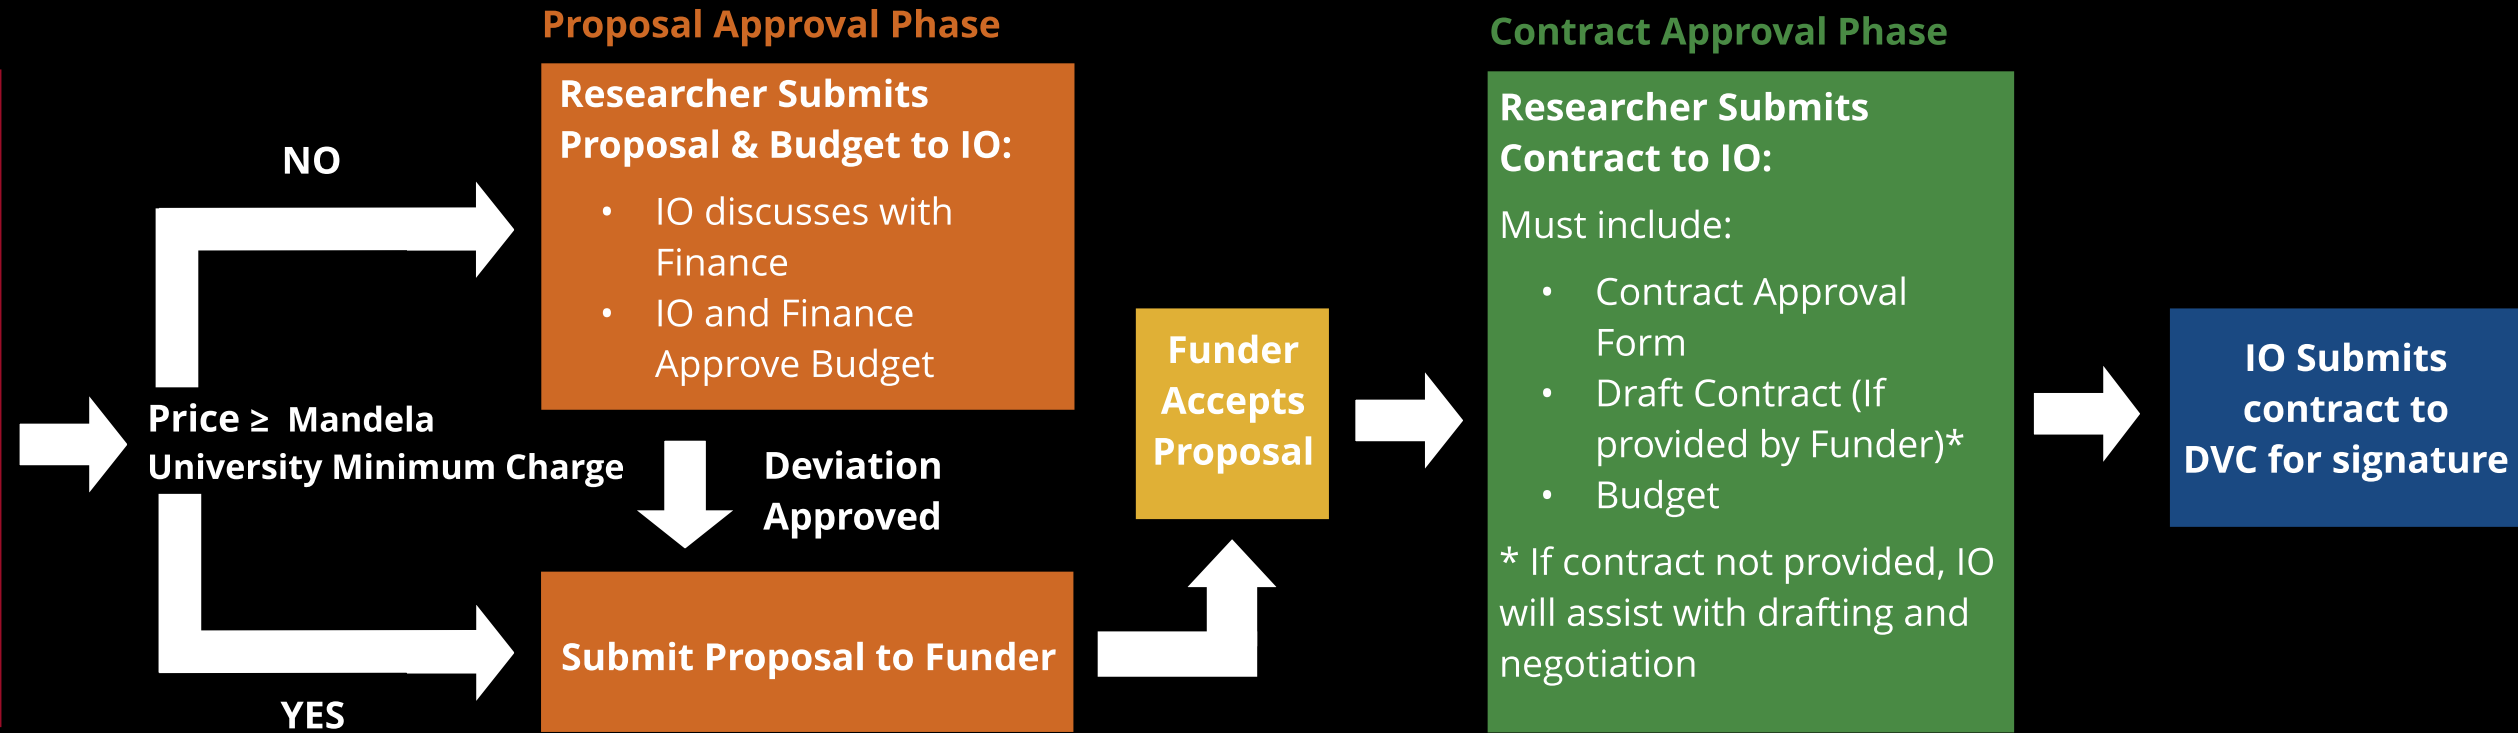 Proposal Approval Phase
Researcher Submits
Proposal & Budget to IO:
• IO discusses with
Finance
• IO and Finance
Approve Budget
NO
Price ≥ Mandela
University Minimum Charge
YES
Deviation
Approved
Submit Proposal to Funder
Funder
Accepts
Proposal
Contract Approval Phase
Researcher Submits
Contract to IO:
Must include:
• Contract Approval
Form
• Draft Contract (If
provided by Funder)*
• Budget
* If contract not provided, IO
will assist with drafting and
negotiation
IO Submits
contract to
DVC for signature